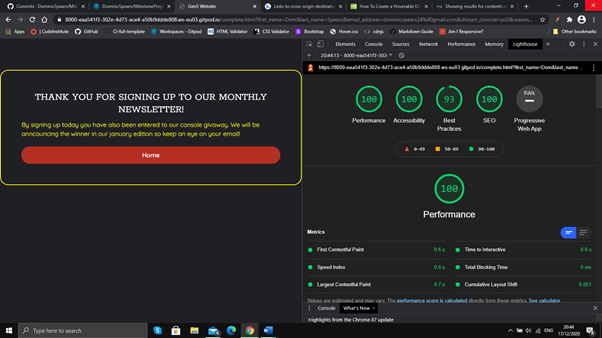 Commits · DominicSpears/Miles
DominicSpears/MilestoneProject
Gen3 Website
Links to cross-origin destination
How To Create a Hoverable Dr
Showing results for contents
8000-eaa541f3-302e-4d73-ace4-a50b9ddde808.ws-eu03.gitpod.io/complete.html?first_name=Dom&last_name=Spears&email_address=dominicspears24%40gmail.com&chosen_console=ps5&reason
Apps
Dashboard
Code Institute
GitHub
CI-full-template
Workspaces - Gitpod
HTML Validator
CSS Validator
Bootstrap
Hover.css
cdnjs
Markdown Guide
Am I Responsive?
THANK YOU FOR SIGNING UP TO OUR MONTHLY
NEWSLETTER!
By signing up today you have also been entered to our console givaway. We will be
announcing the winner in our january edition so keep an eye on your email!
Home
Elements
Console
Sources
Network
Performance
Memory
Lighthouse
20:44:13 - 8000-eaa541f3-302-
https://8000-eaa541f3-302e-4d73-ace4-a50b9ddde808.ws-eu03.gitpod.io/complete.html?first_name=Dom&last_name=...
100
100
93
100
Performance
Accessibility
Best
Practices
SEO
Progressive
Web App
0–49
50–89
90–100
100
Performance
Metrics
First Contentful Paint
0.6 s
Time to Interactive
0.6 s
Speed Index
0.6 s
Total Blocking Time
0 ms
Largest Contentful Paint
0.7 s
Cumulative Layout Shift
0.001
Values are estimated and may vary. The performance score is calculated directly from these metrics. See calculator.
Console
What's New
Highlights from the Chrome 87 update
Type here to search
20:44
17/12/2020